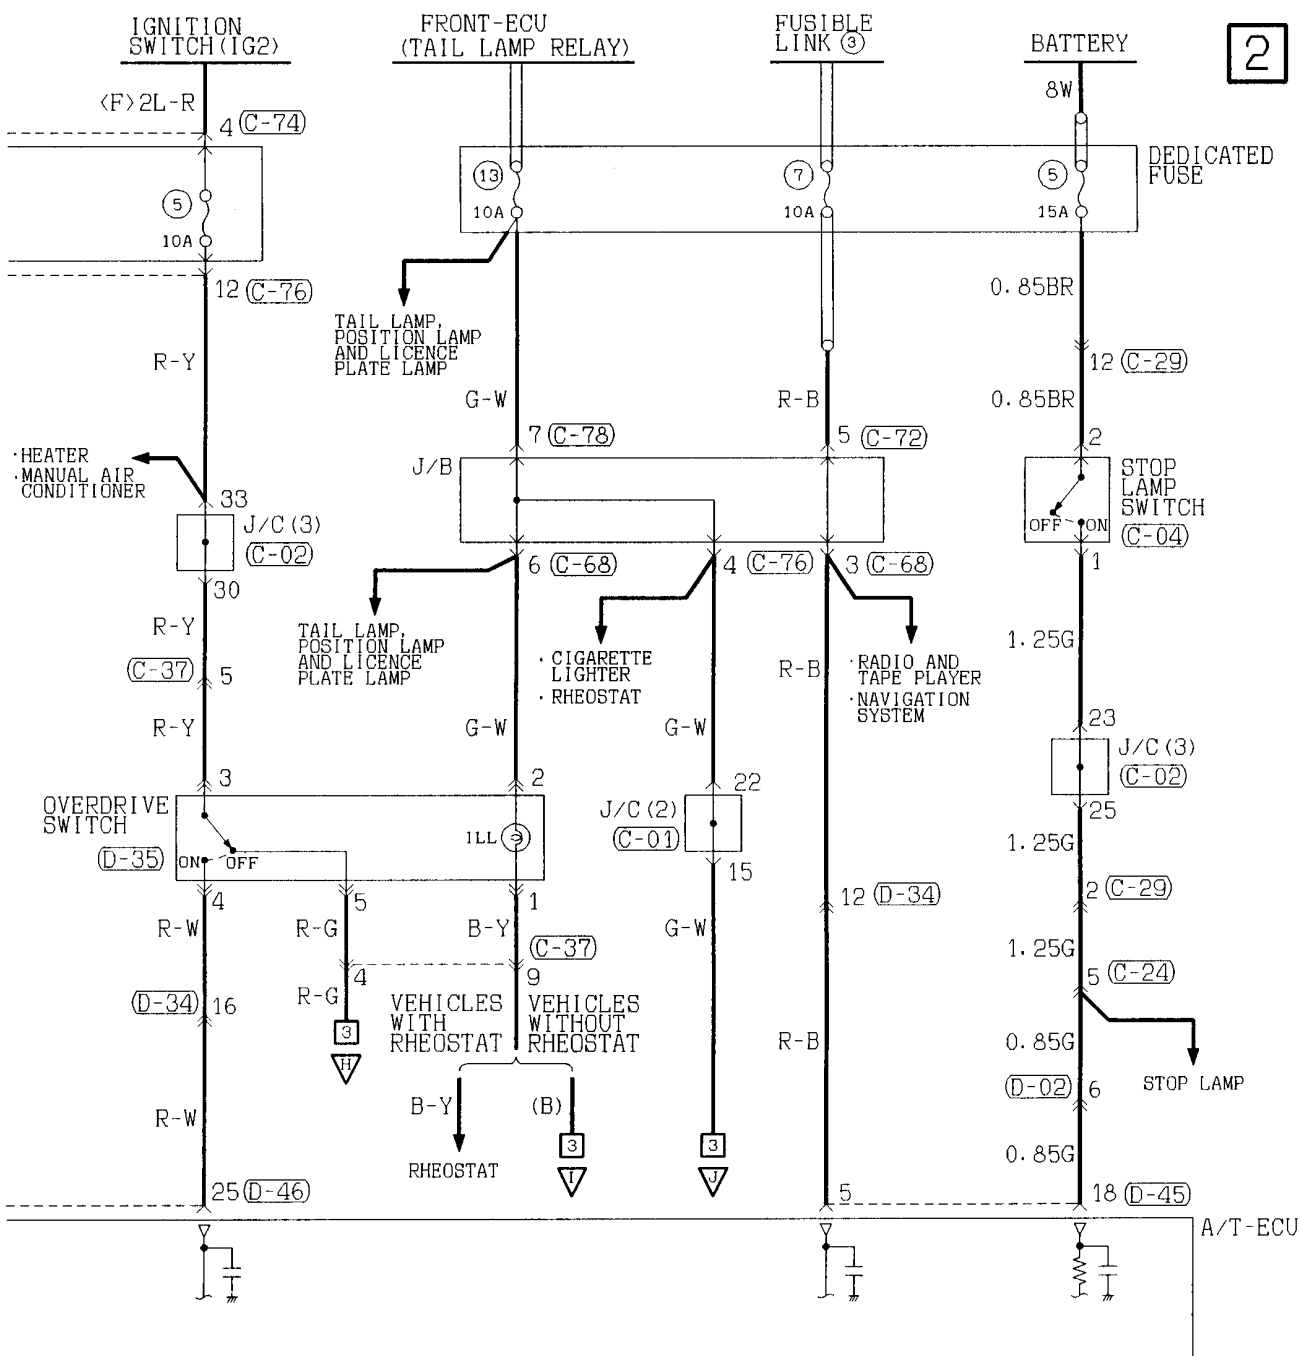 IGNITION
SWITCH(IG2)
FRONT-ECU
(TAIL LAMP RELAY)
FUSIBLE
LINK ③
BATTERY
2
<F>2L-R
8W
4 (C-74)
DEDICATED
FUSE
5
10A
13
10A
7
10A
5
15A
12 (C-76)
0.85BR
TAIL LAMP,
POSITION LAMP
AND LICENCE
PLATE LAMP
R-Y
12 (C-29)
G-W
R-B
0.85BR
7 (C-78)
5 (C-72)
2
·HEATER
·MANUAL AIR
CONDITIONER
J/B
STOP
LAMP
SWITCH
(C-04)
OFF
ON
33
J/C(3)
(C-02)
30
6 (C-68)
4 (C-76)
3 (C-68)
1
R-Y
TAIL LAMP,
POSITION LAMP
AND LICENCE
PLATE LAMP
· CIGARETTE
LIGHTER
· RHEOSTAT
R-B
·RADIO AND
TAPE PLAYER
·NAVIGATION
SYSTEM
1.25G
(C-37) 5
R-Y
G-W
G-W
23
J/C(3)
(C-02)
25
3
2
22
OVERDRIVE
SWITCH
(D-35)
ON
OFF
ILL
J/C(2)
(C-01)
15
1.25G
4
5
1
12 (D-34)
2 (C-29)
R-W
R-G
B-Y
(C-37)
G-W
1.25G
4
9
5 (C-24)
(D-34) 16
R-G
VEHICLES
WITH
RHEOSTAT
VEHICLES
WITHOUT
RHEOSTAT
3
H
R-B
0.85G
STOP LAMP
(D-02) 6
R-W
B-Y
(B)
RHEOSTAT
3
I
3
J
0.85G
25 (D-46)
5
18 (D-45)
A/T-ECU